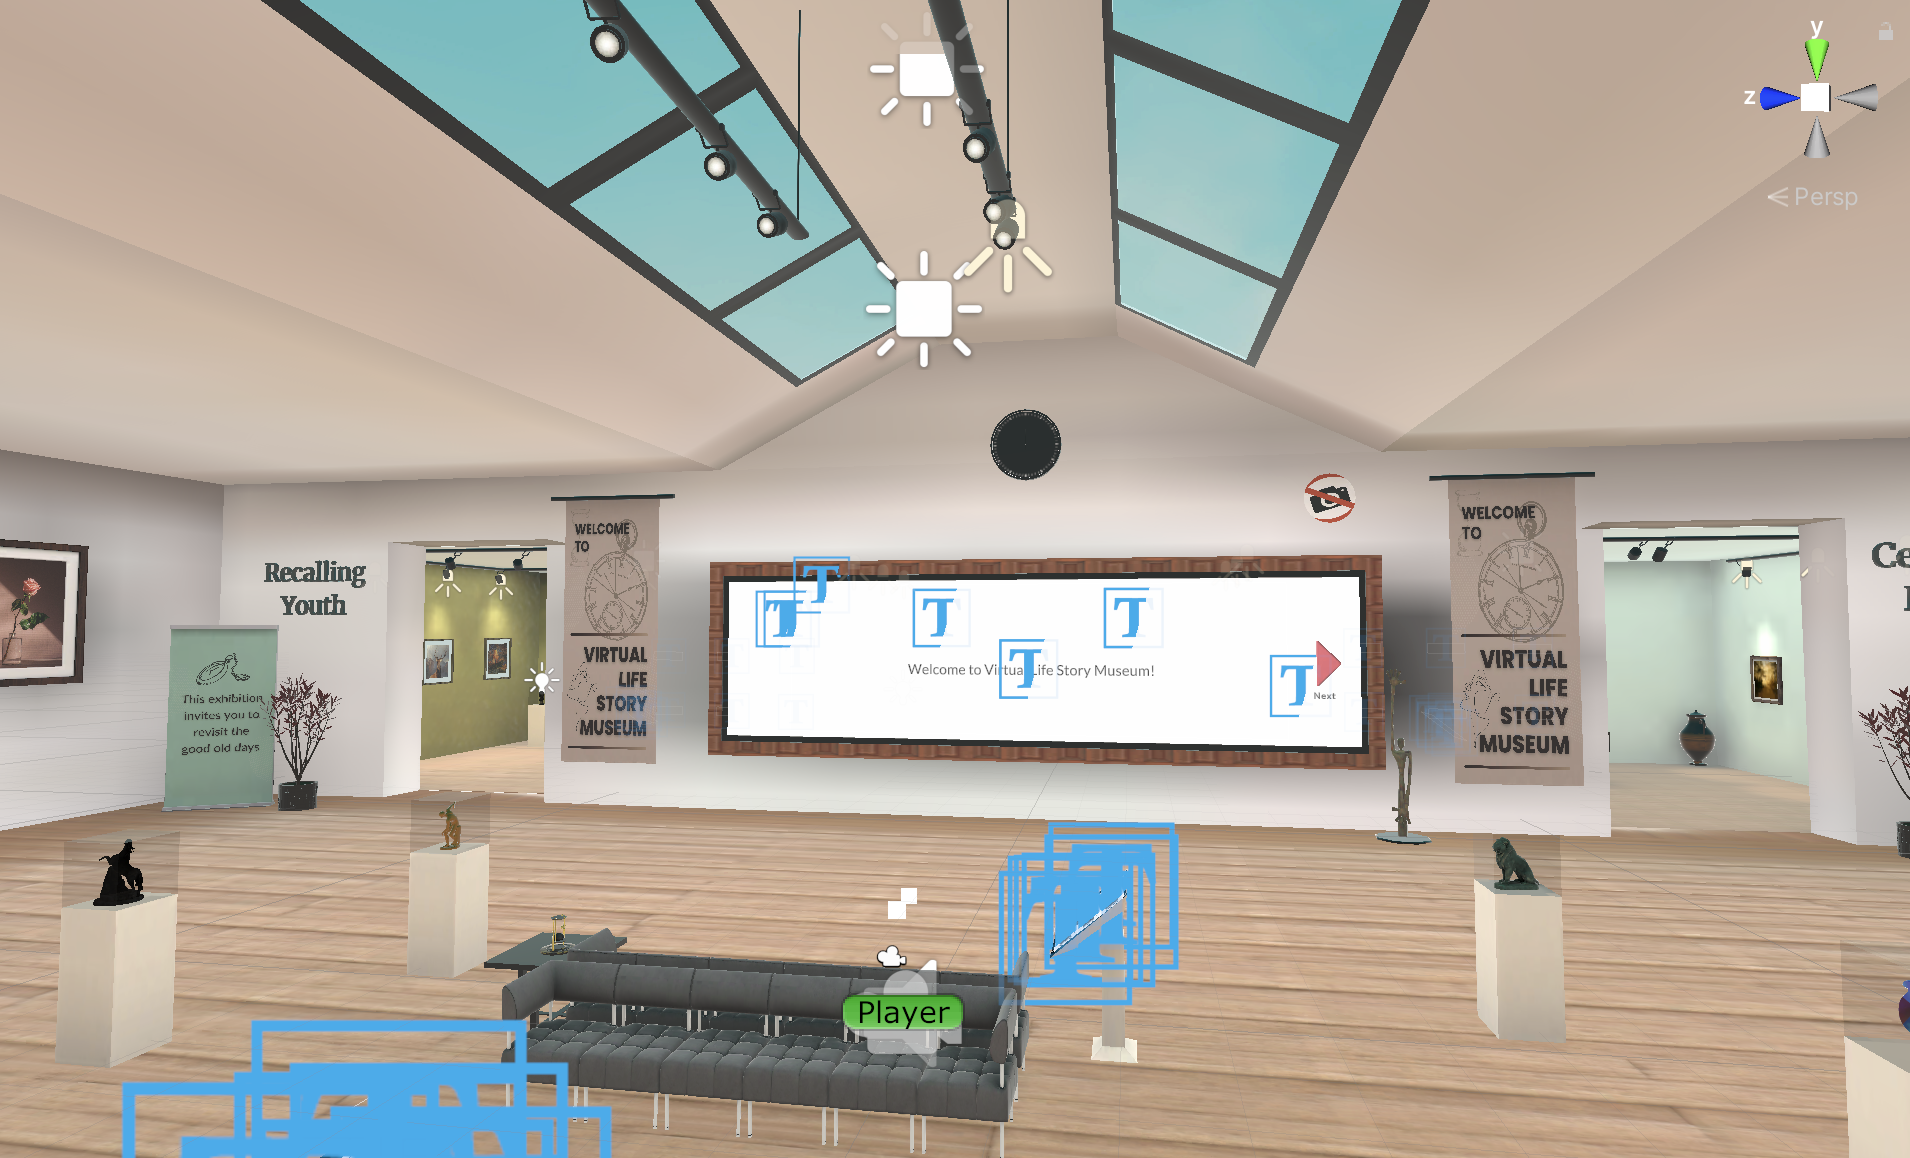 y
z
Persp
Recalling
Youth
WELCOME
TO
VIRTUAL
LIFE
STORY
MUSEUM
This exhibition
invites you to
revisit the
good old days
Welcome to Virtual Life Story Museum!
Next
WELCOME
TO
VIRTUAL
LIFE
STORY
MUSEUM
Ce
Player